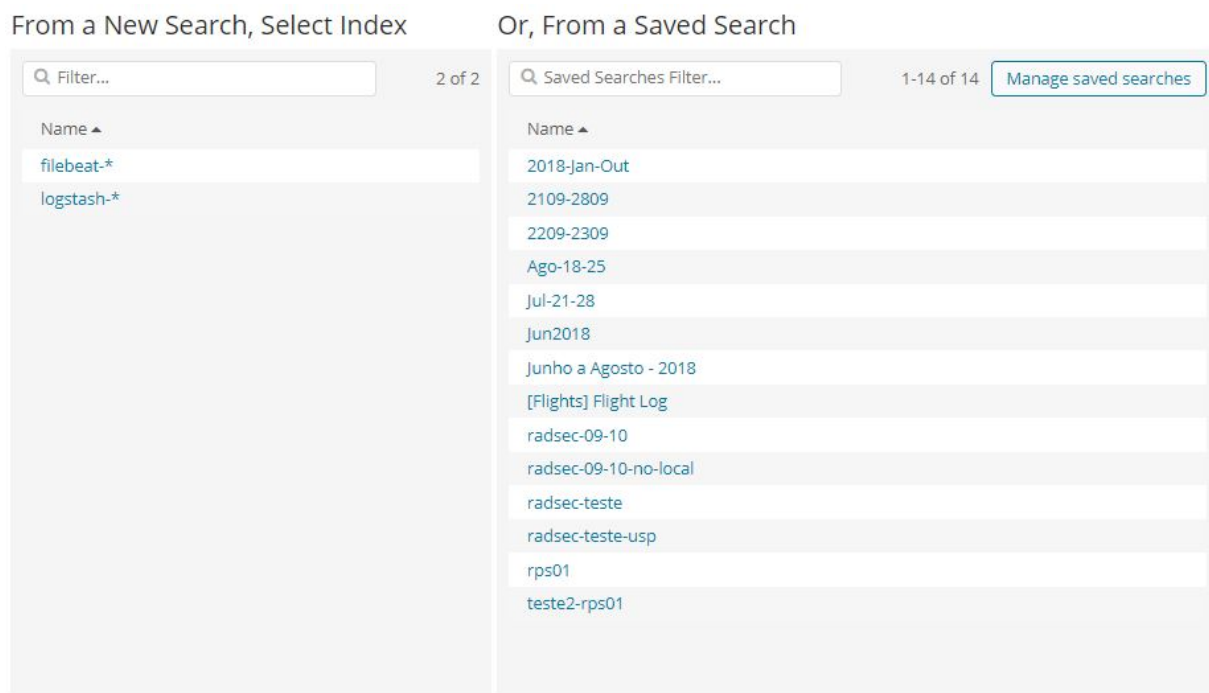 From a New Search, Select Index
Filter...
2 of 2
Name
filebeat-*
logstash-*
Or, From a Saved Search
Saved Searches Filter...
1-14 of 14
Manage saved searches
Name
2018-Jan-Out
2109-2809
2209-2309
Ago-18-25
Jul-21-28
Jun2018
Junho a Agosto - 2018
[Flights] Flight Log
radsec-09-10
radsec-09-10-no-local
radsec-teste
radsec-teste-usp
rps01
teste2-rps01